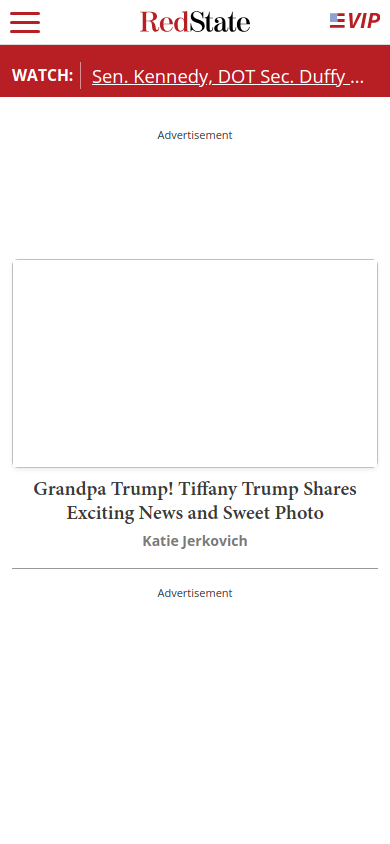 RedState
VIP
WATCH:
Sen. Kennedy, DOT Sec. Duffy ...
Advertisement
Grandpa Trump! Tiffany Trump Shares
Exciting News and Sweet Photo
Katie Jerkovich
Advertisement